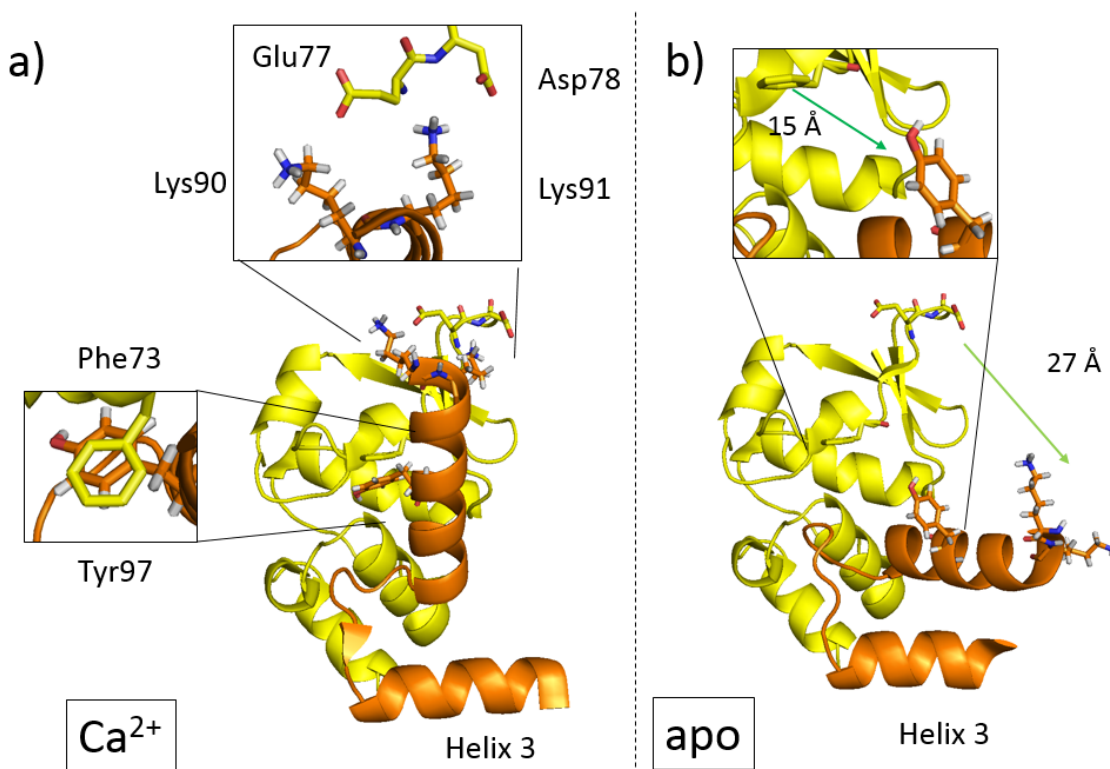 a)
Glu77
Asp78
Lys90
Lys91
Phe73
Tyr97
Ca²⁺
Helix 3
b)
15 Å
27 Å
apo
Helix 3